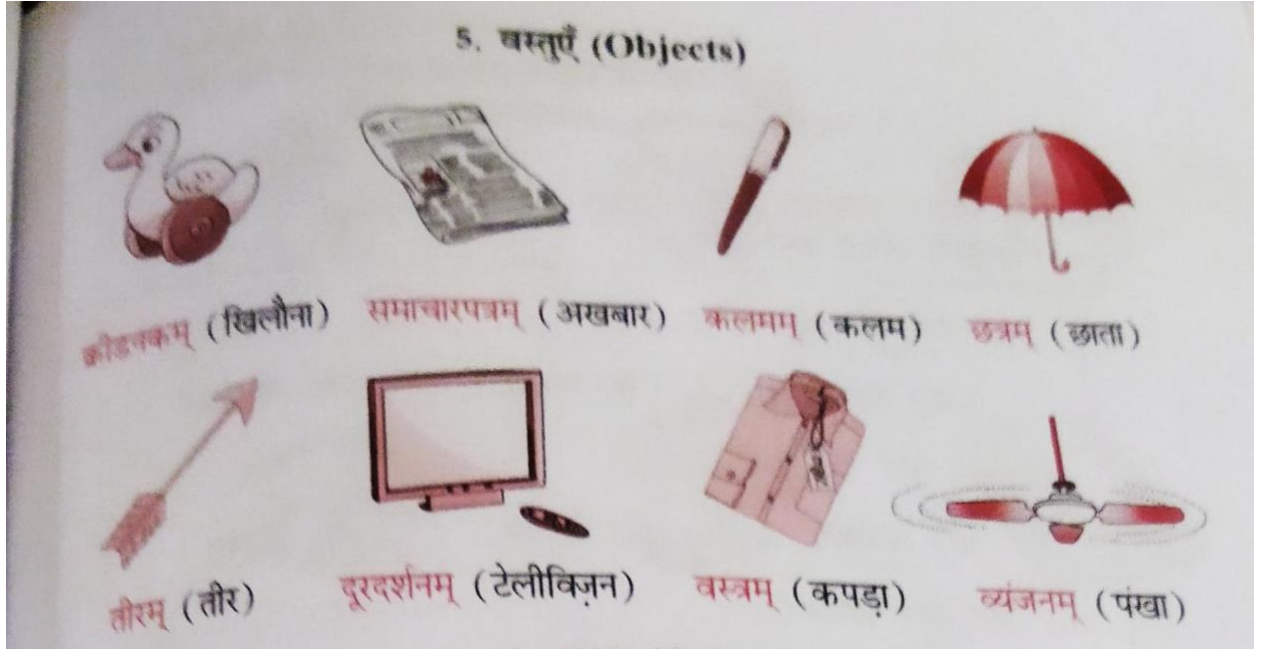 5. वस्तुएँ (Objects)
क्रीडनकम् (खिलौना) समाचारपत्रम् (अखबार) कलमम् (कलम) छत्रम् (छाता)
तीरम् (तीर) दूरदर्शनम् (टेलीविज़न) वस्त्रम् (कपड़ा) व्यंजनम् (पंखा)